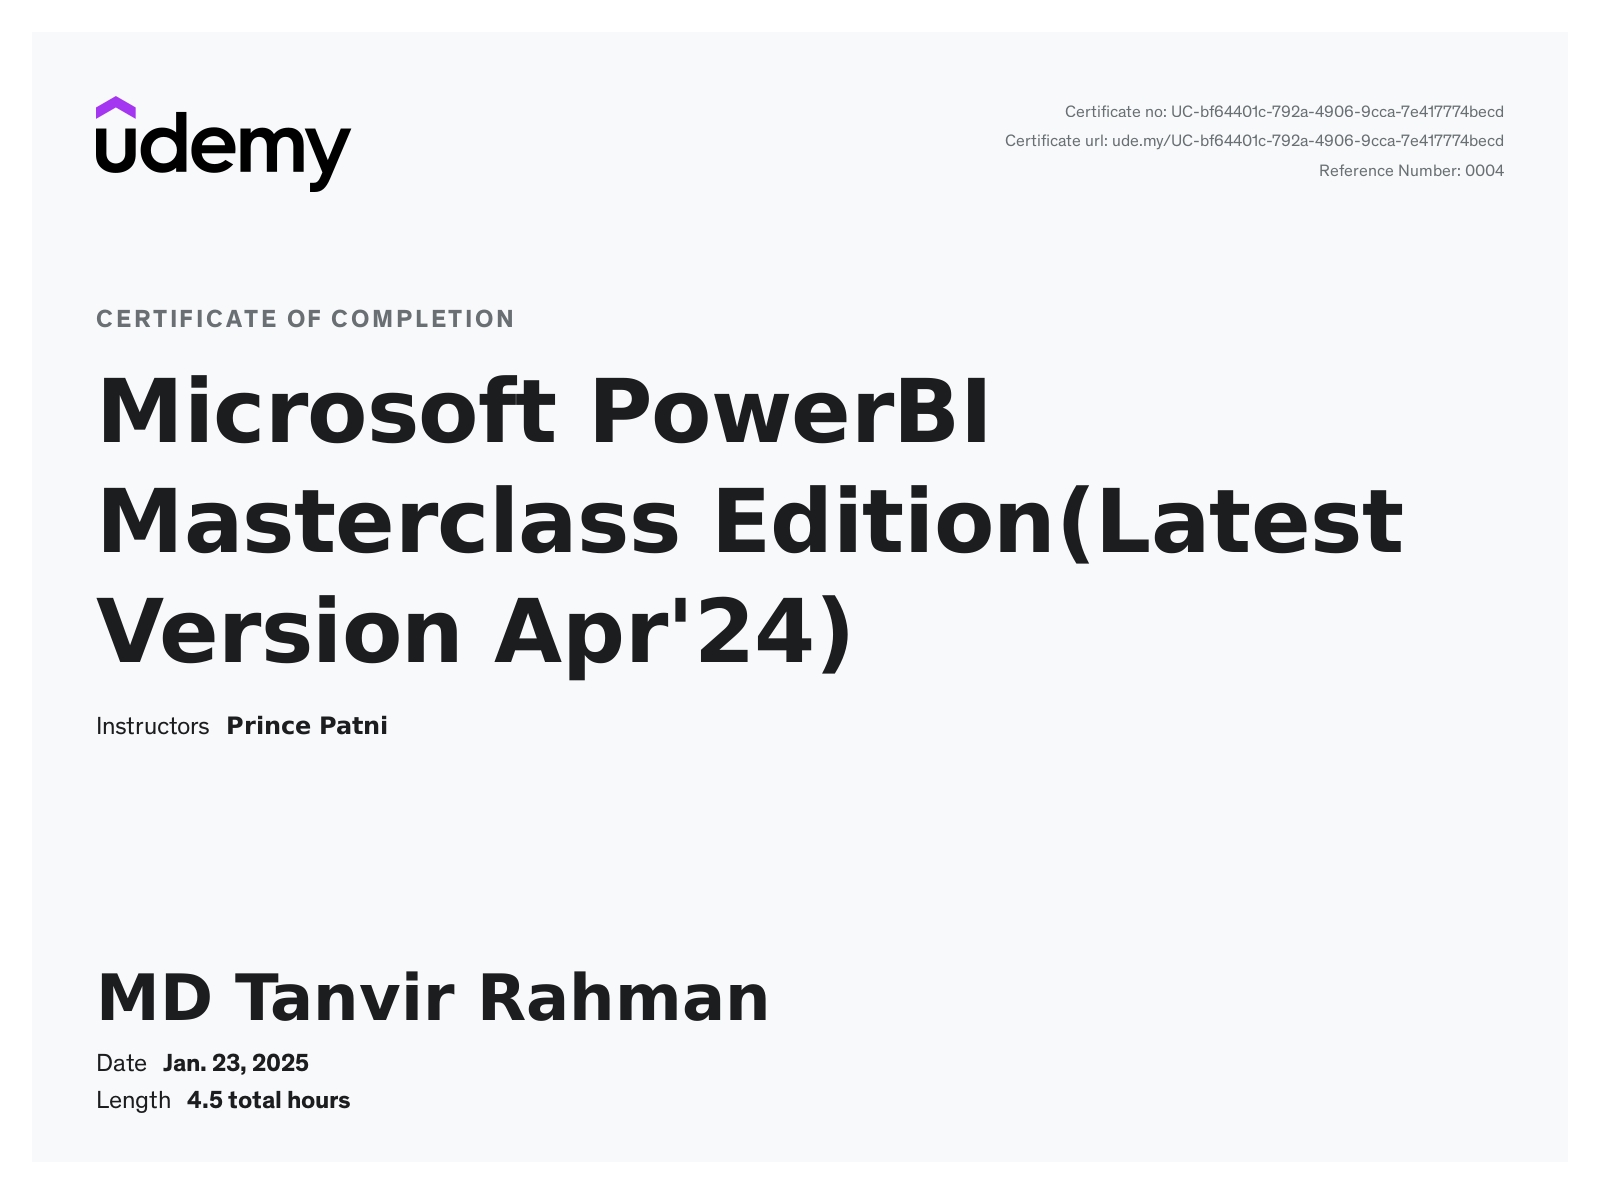 udemy
Certificate no: UC-bf64401c-792a-4906-9cca-7e417774becd
Certificate url: ude.my/UC-bf64401c-792a-4906-9cca-7e417774becd
Reference Number: 0004
CERTIFICATE OF COMPLETION
Microsoft PowerBI
Masterclass Edition(Latest
Version Apr'24)
Instructors Prince Patni
MD Tanvir Rahman
Date Jan. 23, 2025
Length 4.5 total hours